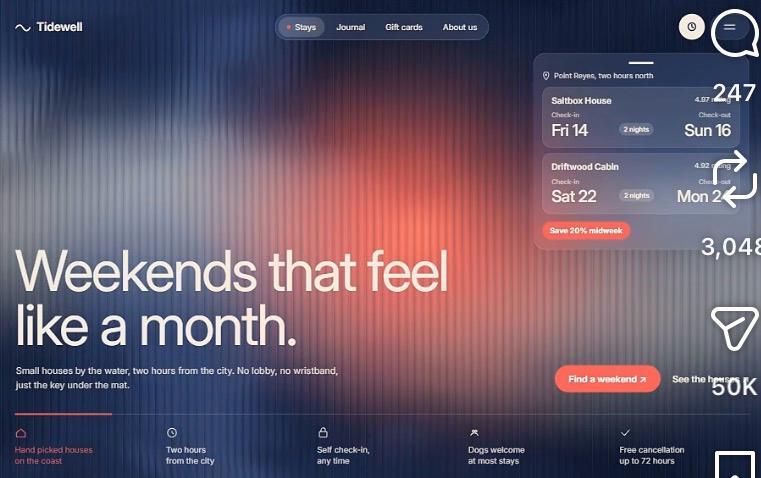 Tidewell
Stays
Journal
Gift cards
About us
247
Point Reyes, two hours north
Saltbox House
4.97
Check-in
Check-out
Fri 14
2 nights
Sun 16
Driftwood Cabin
4.92
Check-in
Sat 22
2 nights
Mon
Save 20% midweek
3,048
Weekends that feel
like a month.
Small houses by the water, two hours from the city. No lobby, no wristband,
just the key under the mat.
Find a weekend ↗
See the
50K
Hand picked houses
on the coast
Two hours
from the city
Self check-in,
any time
Dogs welcome
at most stays
Free cancellation
up to 72 hours